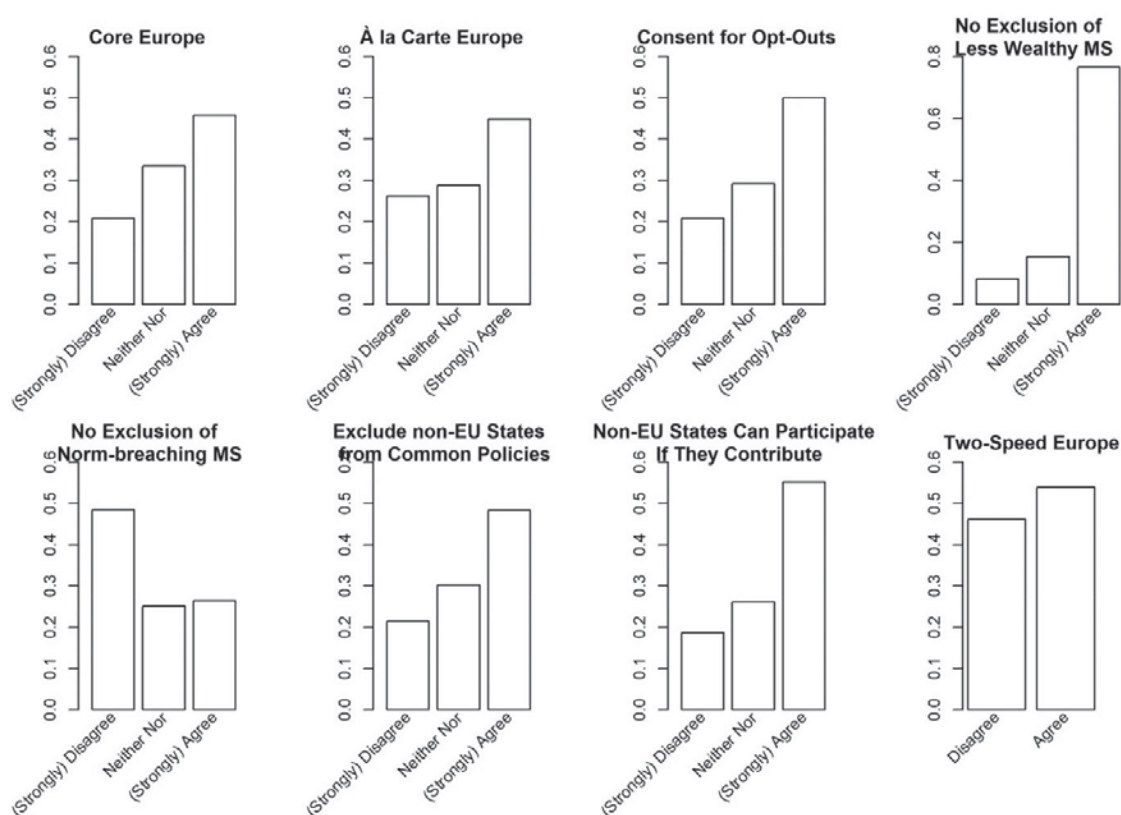 Core Europe
0.0 0.1 0.2 0.3 0.4 0.5 0.6
(Strongly) Disagree
Neither Nor
(Strongly) Agree
À la Carte Europe
0.0 0.1 0.2 0.3 0.4 0.5 0.6
(Strongly) Disagree
Neither Nor
(Strongly) Agree
Consent for Opt-Outs
0.0 0.1 0.2 0.3 0.4 0.5 0.6
(Strongly) Disagree
Neither Nor
(Strongly) Agree
No Exclusion of
Less Wealthy MS
0.0 0.2 0.4 0.6 0.8
(Strongly) Disagree
Neither Nor
(Strongly) Agree
No Exclusion of
Norm-breaching MS
0.0 0.1 0.2 0.3 0.4 0.5 0.6
(Strongly) Disagree
Neither Nor
(Strongly) Agree
Exclude non-EU States
from Common Policies
0.0 0.1 0.2 0.3 0.4 0.5 0.6
(Strongly) Disagree
Neither Nor
(Strongly) Agree
Non-EU States Can Participate
If They Contribute
0.0 0.1 0.2 0.3 0.4 0.5 0.6
(Strongly) Disagree
Neither Nor
(Strongly) Agree
Two-Speed Europe
0.0 0.1 0.2 0.3 0.4 0.5 0.6
Disagree
Agree